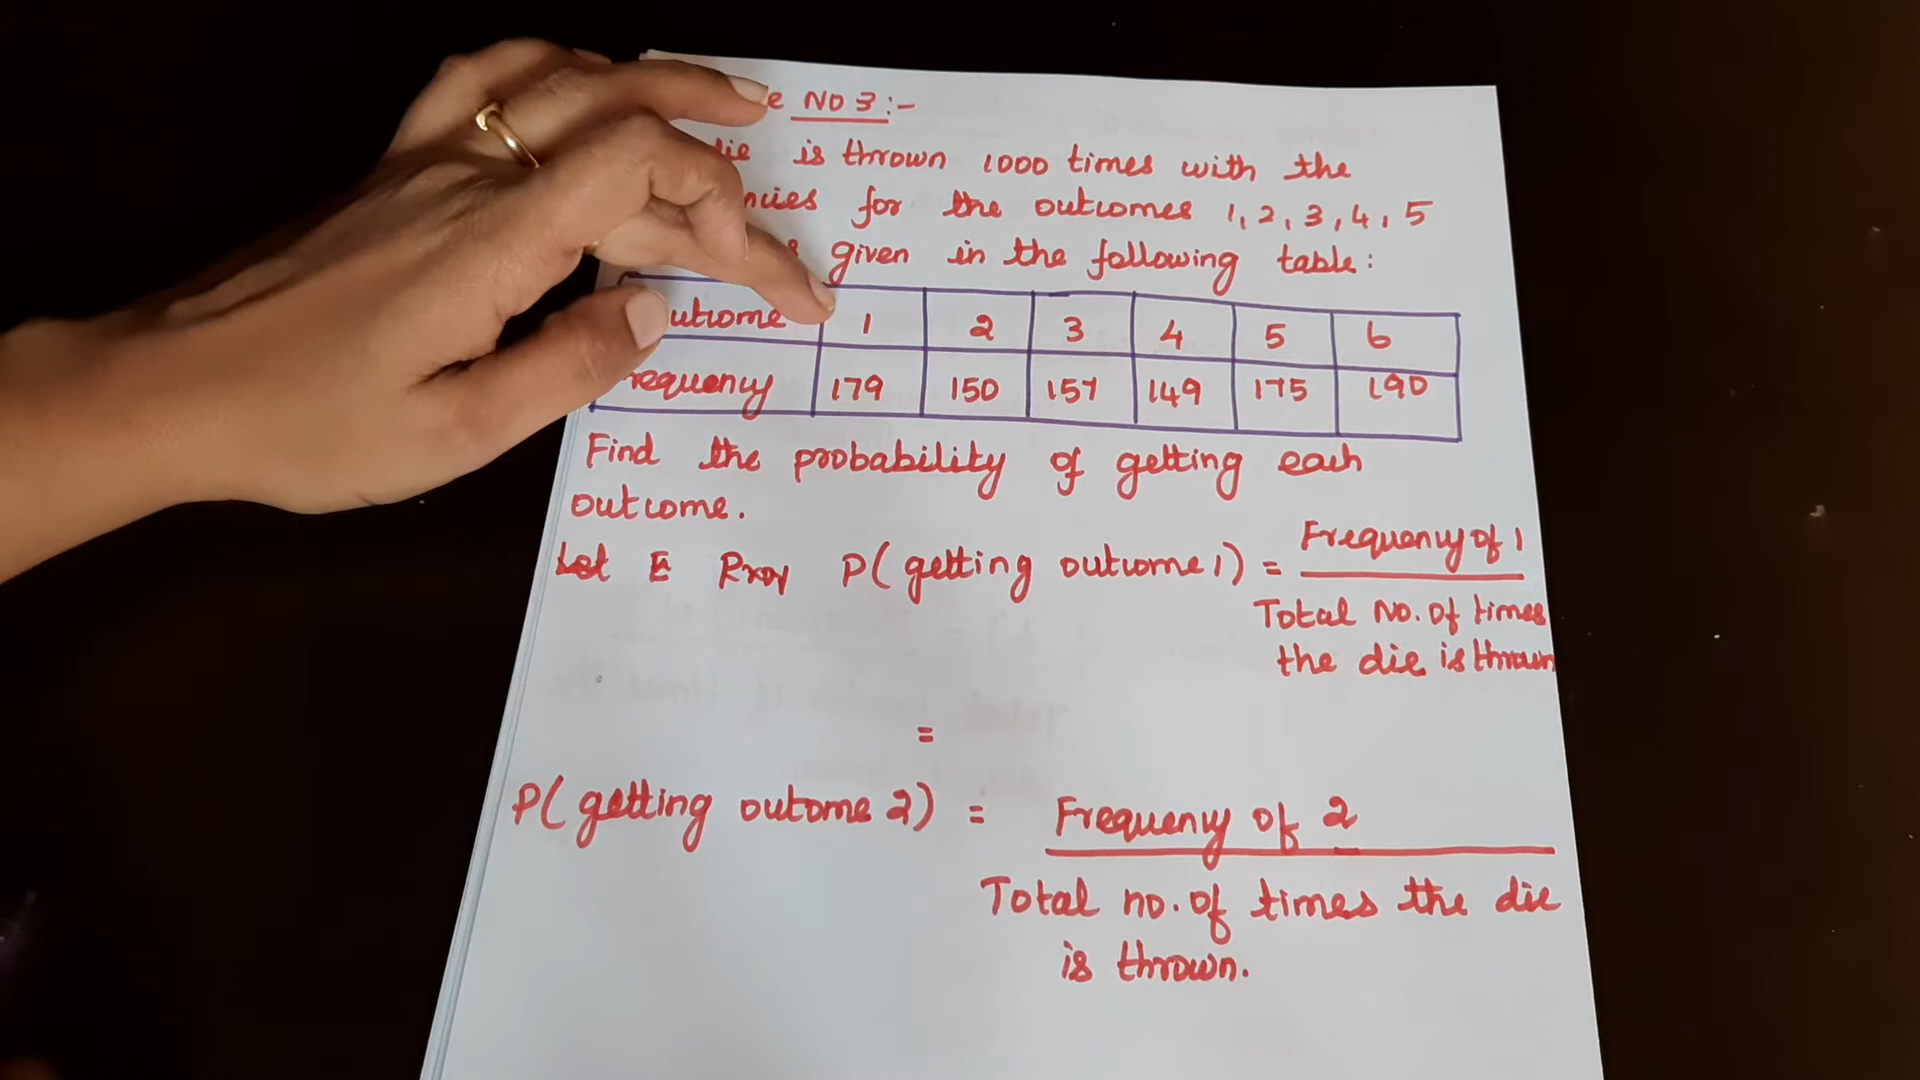 NO 3:-
is thrown 1000 times with the
for the outcomes 1, 2, 3, 4, 5
given in the following table:
1 2 3 4 5 6
179 150 157 149 175 190
Find the probability of getting each
outcome.
Let E P(getting outcome 1) = Frequency of 1
Total No. of times
the die is thrown
=
P(getting outome 2) = Frequency of 2
Total no. of times the die
is thrown.